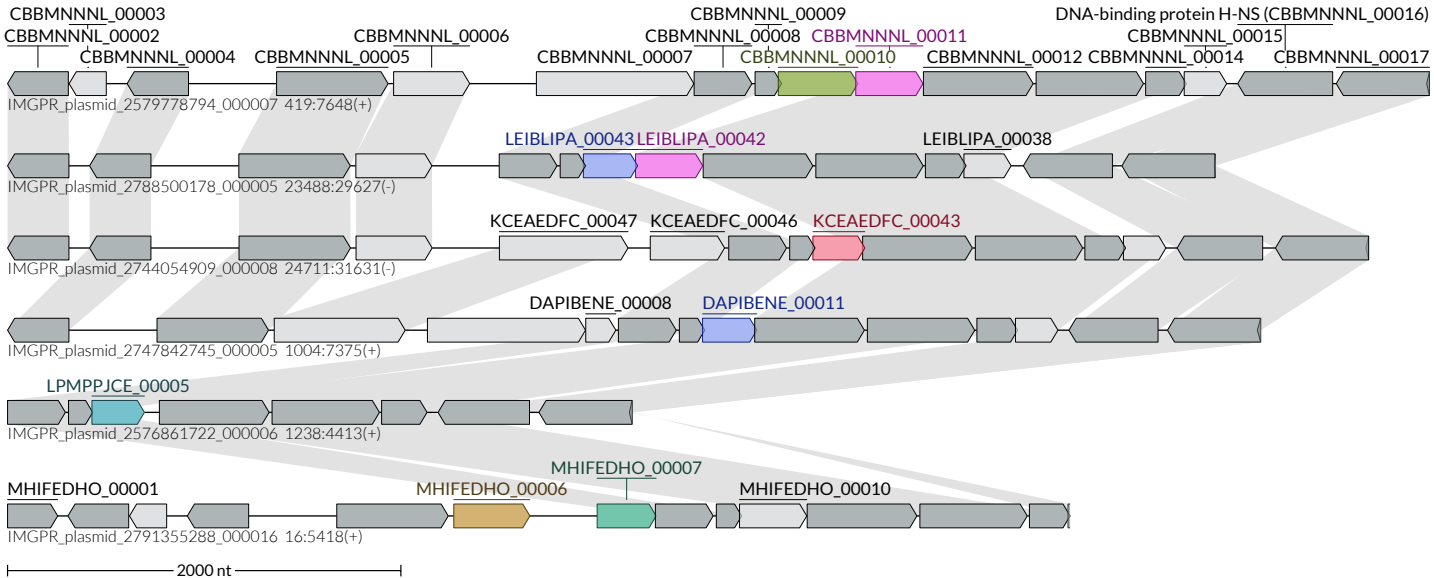 CBBMNNNL_00003
CBBMNNNL_00009
DNA-binding protein H-NS (CBBMNNNL_00016)
CBBMNNNL_00002
CBBMNNNL_00006
CBBMNNNL_00008
CBBMNNNL_00011
CBBMNNNL_00015
CBBMNNNL_00004
CBBMNNNL_00005
CBBMNNNL_00007
CBBMNNNL_00010
CBBMNNNL_00012
CBBMNNNL_00014
CBBMNNNL_00017
IMGPR_plasmid_2579778794_000007 419:7648(+)
LEIBLIPA_00043
LEIBLIPA_00042
LEIBLIPA_00038
IMGPR_plasmid_2788500178_000005 23488:29627(-)
KCEAEDFC_00047
KCEAEDFC_00046
KCEAEDFC_00043
IMGPR_plasmid_2744054909_000008 24711:31631(-)
DAPIBENE_00008
DAPIBENE_00011
IMGPR_plasmid_2747842745_000005 1004:7375(+)
LPMPPJCE_00005
IMGPR_plasmid_2576861722_000006 1238:4413(+)
MHIFEDHO_00007
MHIFEDHO_00001
MHIFEDHO_00006
MHIFEDHO_00010
IMGPR_plasmid_2791355288_000016 16:5418(+)
2000 nt